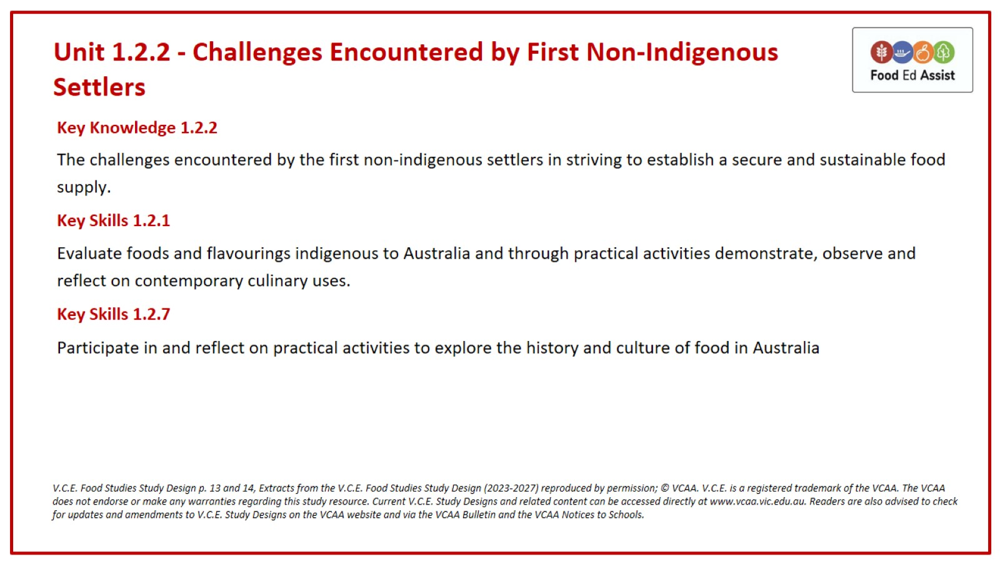 Unit 1.2.2 - Challenges Encountered by First Non-Indigenous
Settlers
Food Ed Assist
Key Knowledge 1.2.2
The challenges encountered by the first non-indigenous settlers in striving to establish a secure and sustainable food
supply.
Key Skills 1.2.1
Evaluate foods and flavourings indigenous to Australia and through practical activities demonstrate, observe and
reflect on contemporary culinary uses.
Key Skills 1.2.7
Participate in and reflect on practical activities to explore the history and culture of food in Australia
V.C.E. Food Studies Study Design p. 13 and 14, Extracts from the V.C.E. Food Studies Study Design (2023-2027) reproduced by permission; © VCAA. V.C.E. is a registered trademark of the VCAA. The VCAA
does not endorse or make any warranties regarding this study resource. Current V.C.E. Study Designs and related content can be accessed directly at www.vcaa.vic.edu.au. Readers are also advised to check
for updates and amendments to V.C.E. Study Designs on the VCAA website and via the VCAA Bulletin and the VCAA Notices to Schools.